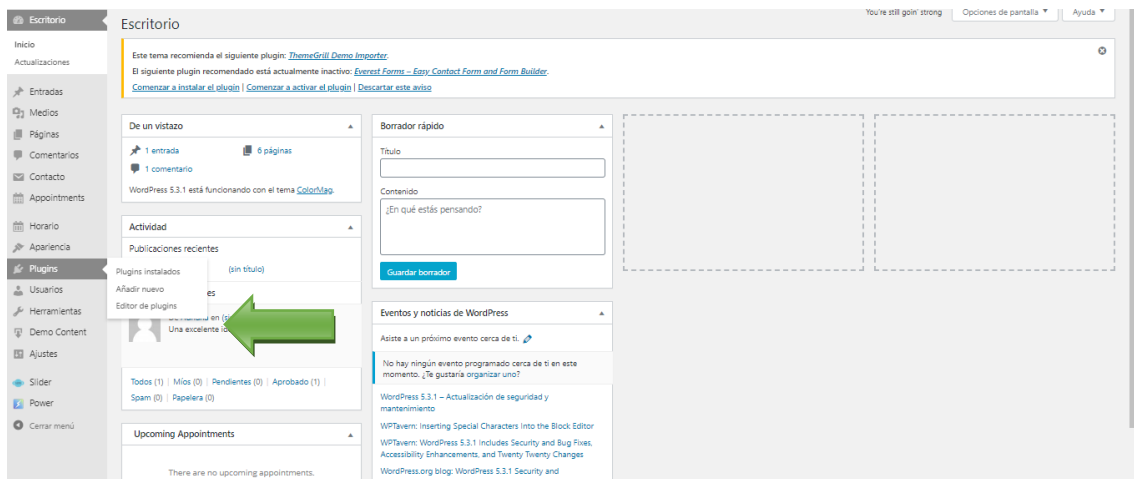 Escritorio
Inicio
Actualizaciones
Entradas
Medios
Páginas
Comentarios
Contacto
Appointments
Horario
Apariencia
Plugins
Usuarios
Herramientas
Demo Content
Ajustes
Slider
Power
Cerrar menú
Plugins instalados
Añadir nuevo
Editor de plugins
You're still goin' strong
Opciones de pantalla
Ayuda
Escritorio
Este tema recomienda el siguiente plugin: ThemeGrill Demo Importer.
El siguiente plugin recomendado está actualmente inactivo: Everest Forms – Easy Contact Form and Form Builder.
Comenzar a instalar el plugin | Comenzar a activar el plugin | Descartar este aviso
De un vistazo
1 entrada 6 páginas
1 comentario
WordPress 5.3.1 está funcionando con el tema ColorMag.
Actividad
Publicaciones recientes
(sin título)
en
Una excelente
Todos (1) | Míos (0) | Pendientes (0) | Aprobado (1) |
Spam (0) | Papelera (0)
Upcoming Appointments
There are no upcoming appointments.
Borrador rápido
Título
Contenido
¿En qué estás pensando?
Guardar borrador
Eventos y noticias de WordPress
Asiste a un próximo evento cerca de ti.
No hay ningún evento programado cerca de ti en este
momento. ¿Te gustaría organizar uno?
WordPress 5.3.1 – Actualización de seguridad y
mantenimiento
WPTavern: Inserting Special Characters Into the Block Editor
WPTavern: WordPress 5.3.1 Includes Security and Bug Fixes,
Accessibility Enhancements, and Twenty Twenty Changes
WordPress.org blog: WordPress 5.3.1 Security and